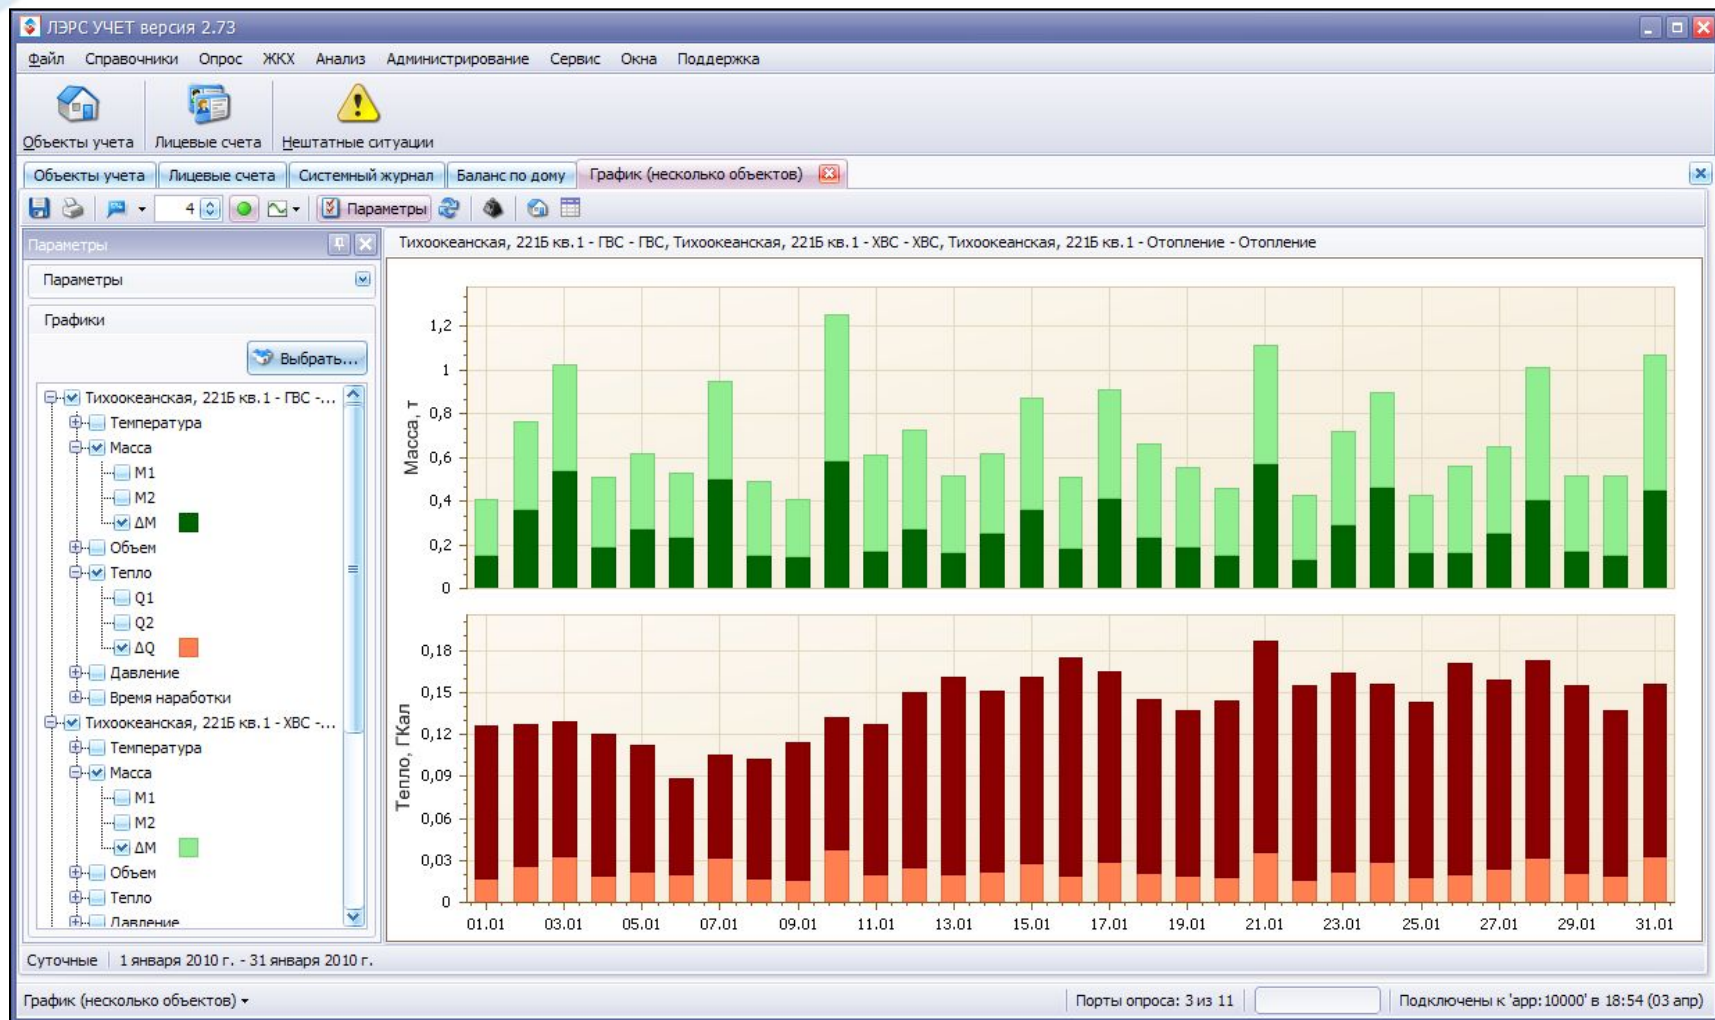 ЛЭРС УЧЕТ версия 2.73
Файл Справочники Опрос ЖКХ Анализ Администрирование Сервис Окна Поддержка
Объекты учета Лицевые счета Нештатные ситуации
Объекты учета Лицевые счета Системный журнал Баланс по дому График (несколько объектов)
4 Параметры
Параметры
Параметры
Графики
Выбрать...
Тихоокеанская, 221Б кв.1 - ГВС -...
Температура
Масса
M1
M2
ΔM
Объем
Тепло
Q1
Q2
ΔQ
Давление
Время наработки
Тихоокеанская, 221Б кв.1 - ХВС -...
Температура
Масса
M1
M2
ΔM
Объем
Тепло
Давление
Тихоокеанская, 221Б кв.1 - ГВС - ГВС, Тихоокеанская, 221Б кв.1 - ХВС - ХВС, Тихоокеанская, 221Б кв.1 - Отопление - Отопление
Масса, т
1,2
1
0,8
0,6
0,4
0,2
0
Тепло, ГКал
0,18
0,15
0,12
0,09
0,06
0,03
0
01.01 03.01 05.01 07.01 09.01 11.01 13.01 15.01 17.01 19.01 21.01 23.01 25.01 27.01 29.01 31.01
Суточные 1 января 2010 г. - 31 января 2010 г.
График (несколько объектов) Порты опроса: 3 из 11 Подключены к 'app:10000' в 18:54 (03 апр)